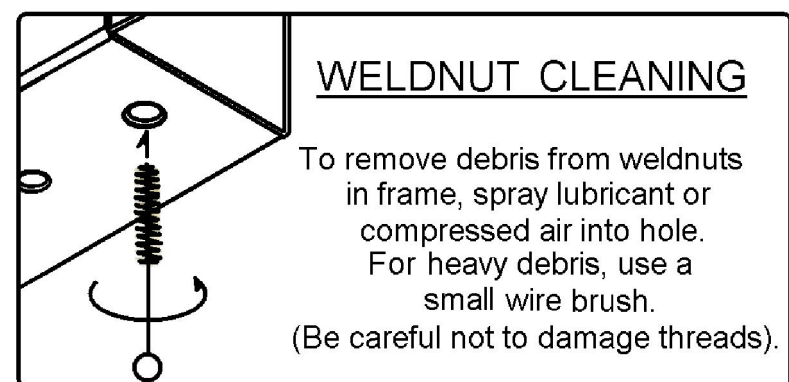 WELDNUT CLEANING
To remove debris from weldnuts
in frame, spray lubricant or
compressed air into hole.
For heavy debris, use a
small wire brush.
(Be careful not to damage threads).